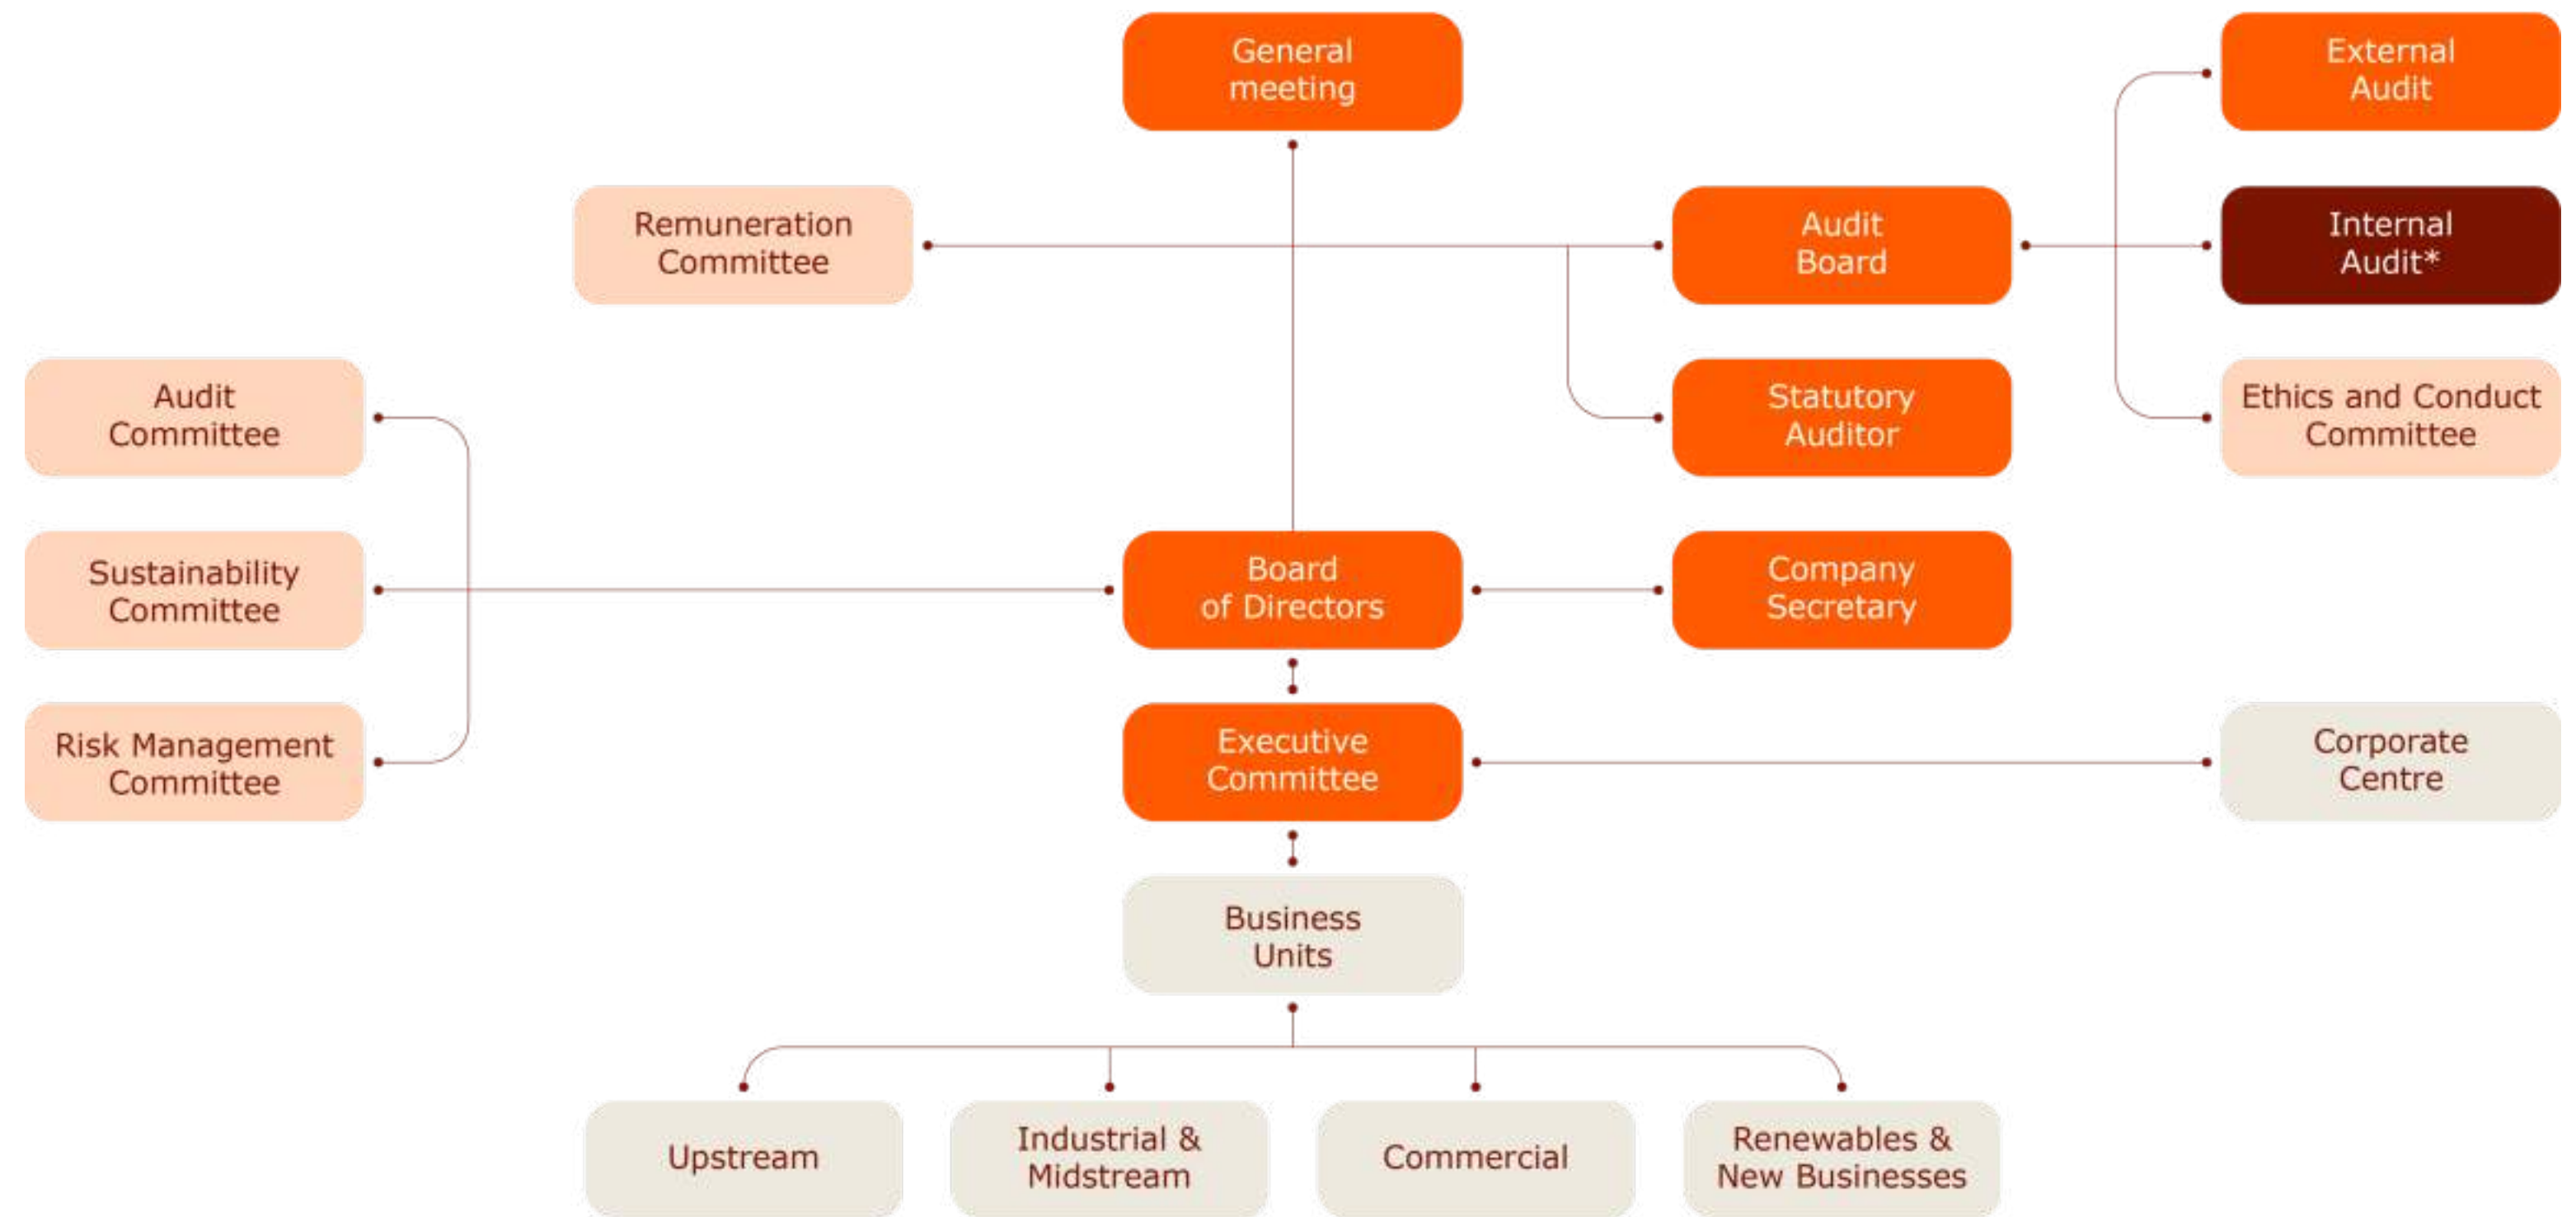 General
meeting
External
Audit
Remuneration
Committee
Audit
Board
Internal
Audit*
Audit
Committee
Statutory
Auditor
Ethics and Conduct
Committee
Sustainability
Committee
Board
of Directors
Company
Secretary
Risk Management
Committee
Executive
Committee
Corporate
Centre
Business
Units
Upstream
Industrial &
Midstream
Commercial
Renewables &
New Businesses